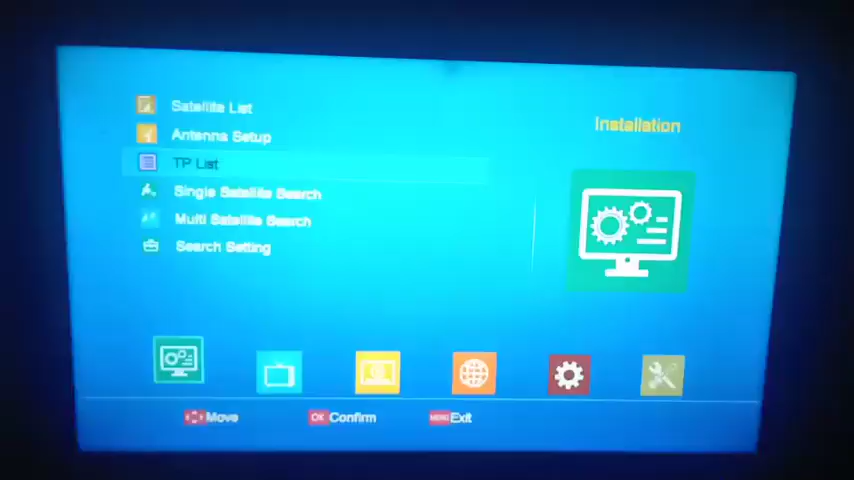 Satellite List
Antenna Setup
TP List
Single Satellite Search
Multi Satellite Search
Search Setting
Installation
Move
OK Confirm
MENU Exit